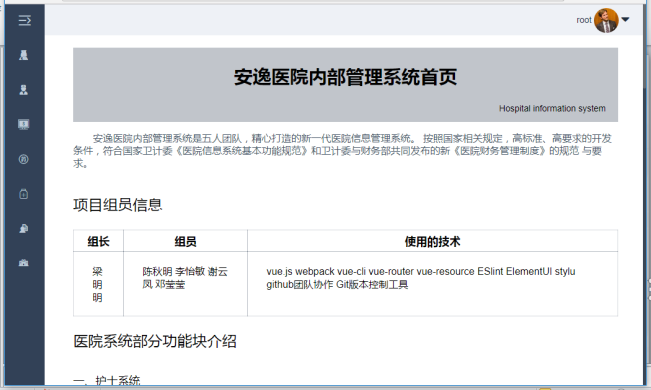 root
安逸医院内部管理系统首页
Hospital information system
安逸医院内部管理系统是五人团队，精心打造的新一代医院信息管理系统。 按照国家相关规定，高标准、高要求的开发
条件，符合国家卫计委《医院信息系统基本功能规范》和卫计委与财务部共同发布的新《医院财务管理制度》的规范 与要
求。
项目组员信息
组长 组员 使用的技术
梁
明
明
陈秋明 李怡敏 谢云
凤 邓莹莹
vue.js webpack vue-cli vue-router vue-resource ESlint ElementUI stylu
github团队协作 Git版本控制工具
医院系统部分功能块介绍
一、护士系统